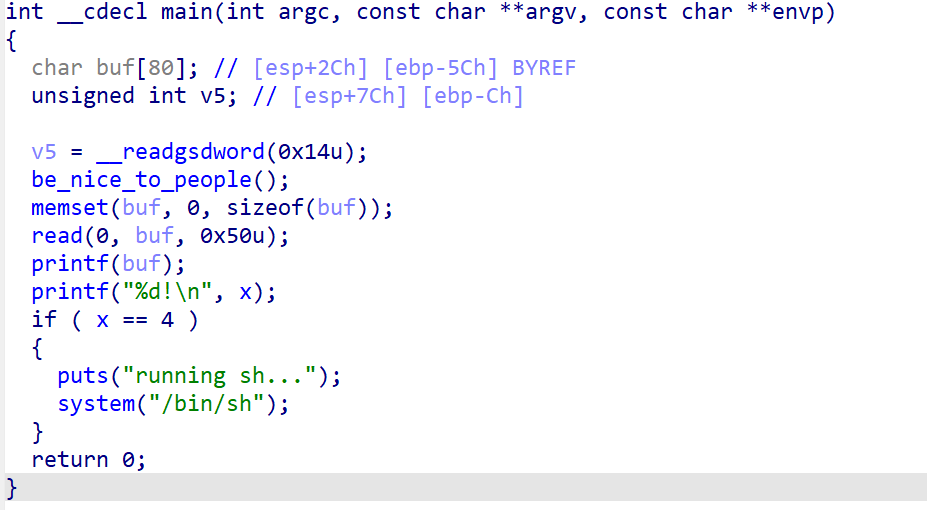 int __cdecl main(int argc, const char **argv, const char **envp)
{
  char buf[80]; // [esp+2Ch] [ebp-5Ch] BYREF
  unsigned int v5; // [esp+7Ch] [ebp-Ch]

  v5 = __readgsdword(0x14u);
  be_nice_to_people();
  memset(buf, 0, sizeof(buf));
  read(0, buf, 0x50u);
  printf(buf);
  printf("%d!\n", x);
  if ( x == 4 )
  {
    puts("running sh...");
    system("/bin/sh");
  }
  return 0;
}